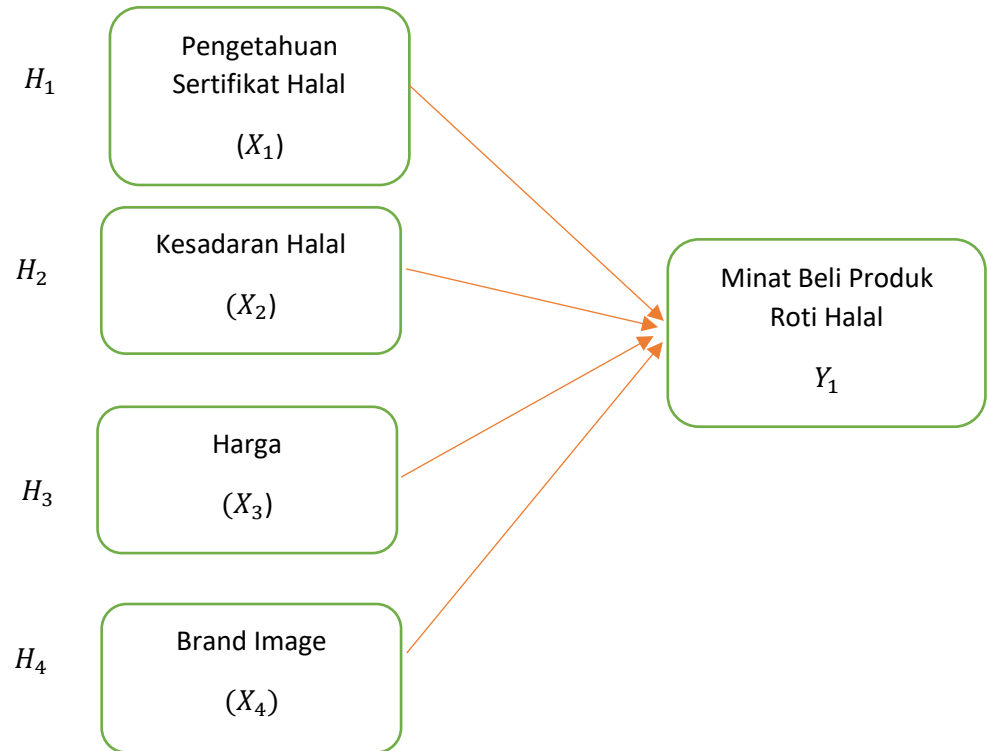 H₁
Pengetahuan
Sertifikat Halal
(X₁)
H₂
Kesadaran Halal
(X₂)
H₃
Harga
(X₃)
H₄
Brand Image
(X₄)
Minat Beli Produk
Roti Halal
Y₁